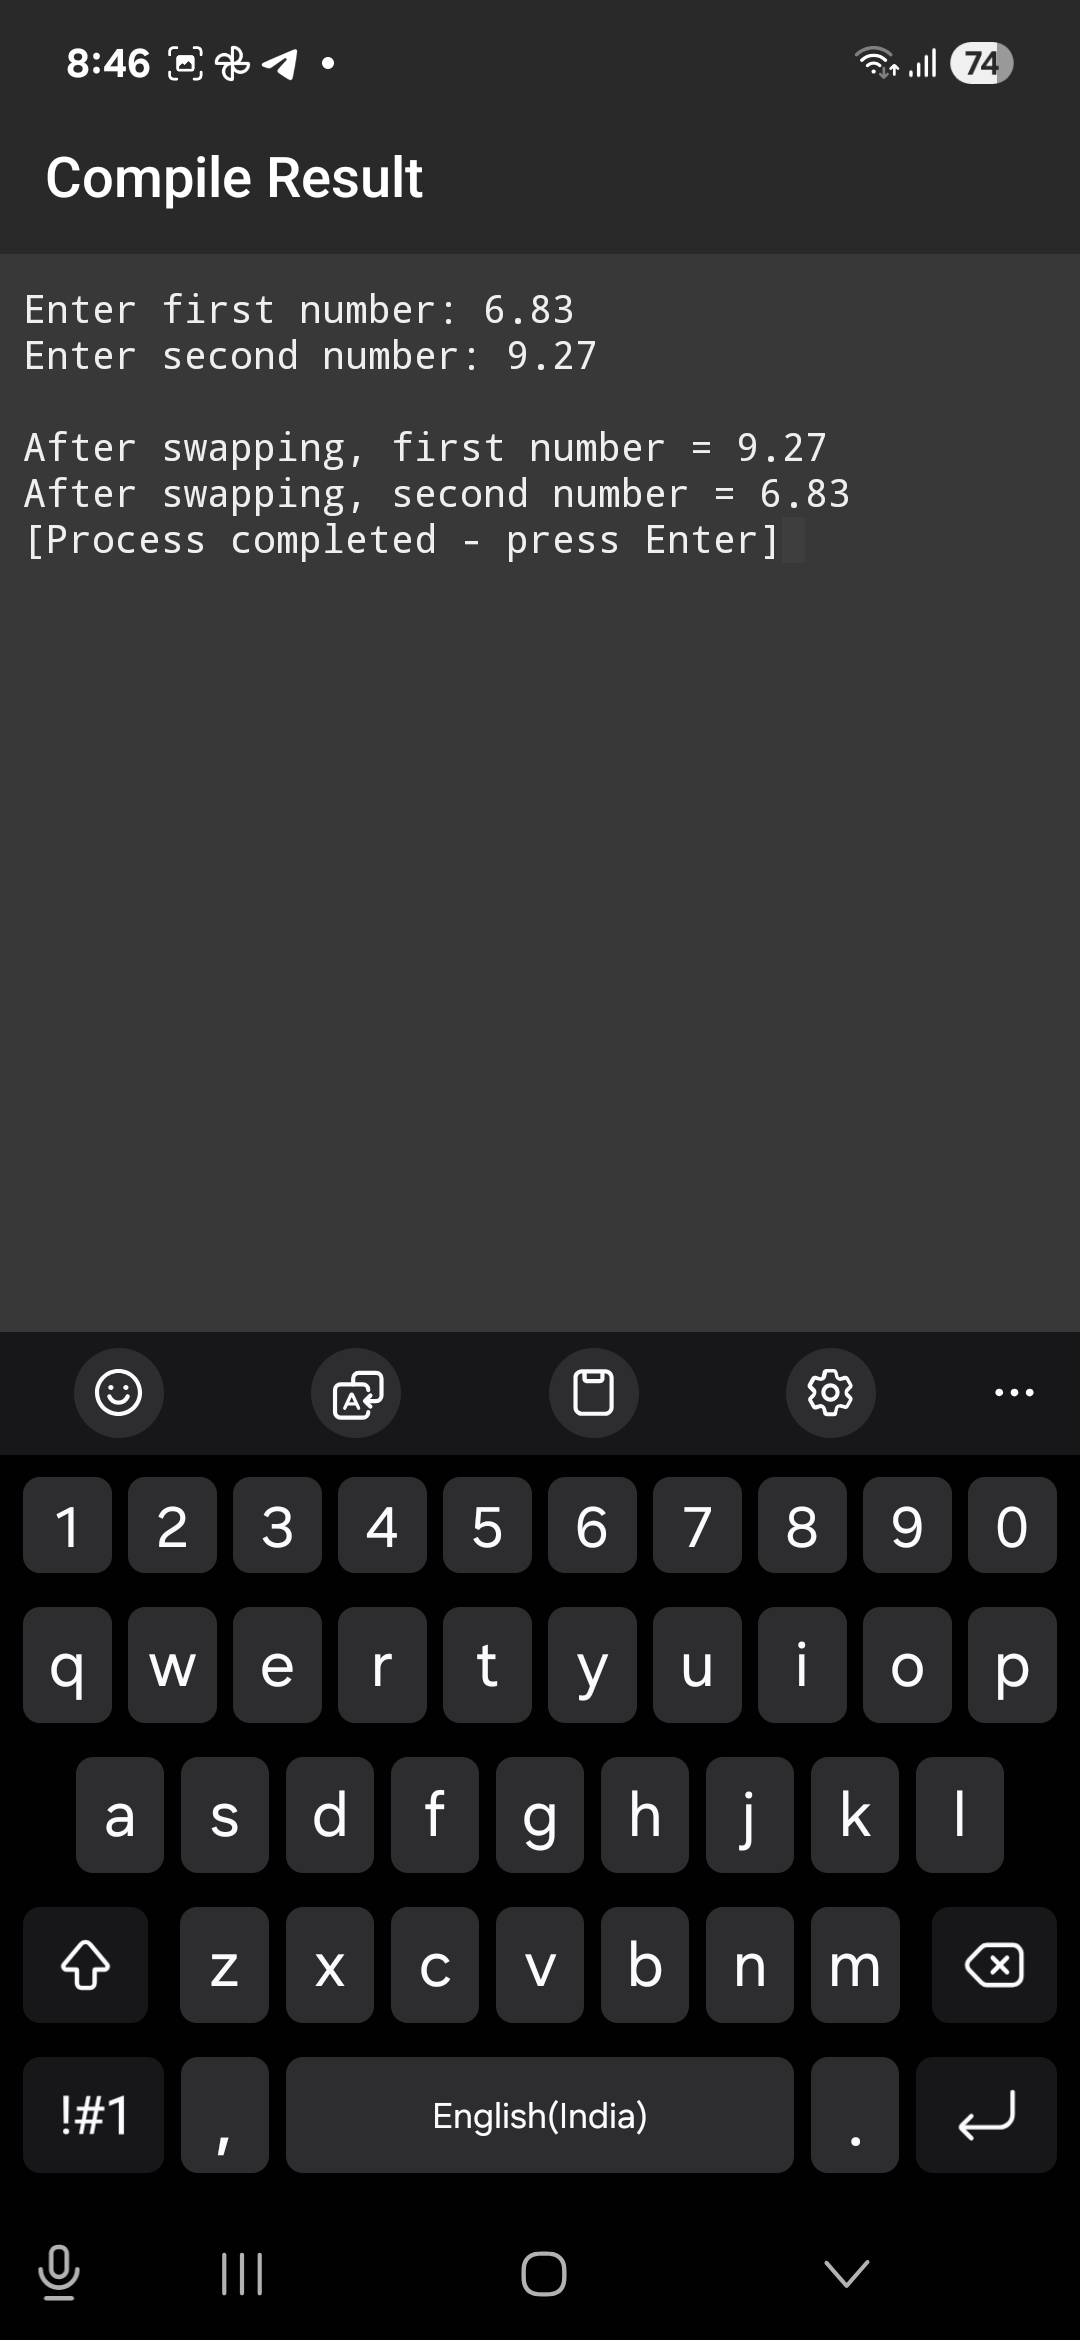 8:46
74
Compile Result
Enter first number: 6.83
Enter second number: 9.27
After swapping, first number = 9.27
After swapping, second number = 6.83
[Process completed - press Enter]
1 2 3 4 5 6 7 8 9 0
q w e r t y u i o p
a s d f g h j k l
z x c v b n m
!#1 , English(India) .